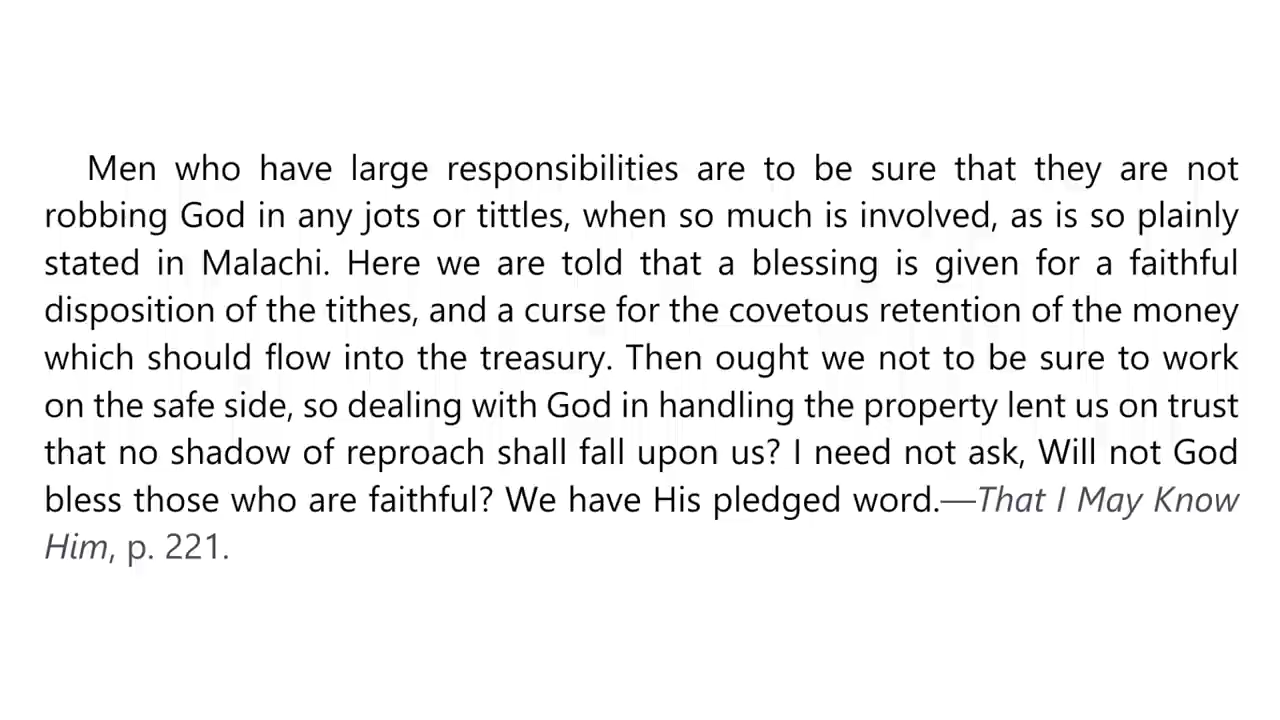 Men who have large responsibilities are to be sure that they are not
robbing God in any jots or tittles, when so much is involved, as is so plainly
stated in Malachi. Here we are told that a blessing is given for a faithful
disposition of the tithes, and a curse for the covetous retention of the money
which should flow into the treasury. Then ought we not to be sure to work
on the safe side, so dealing with God in handling the property lent us on trust
that no shadow of reproach shall fall upon us? I need not ask, Will not God
bless those who are faithful? We have His pledged word.—That I May Know
Him, p. 221.